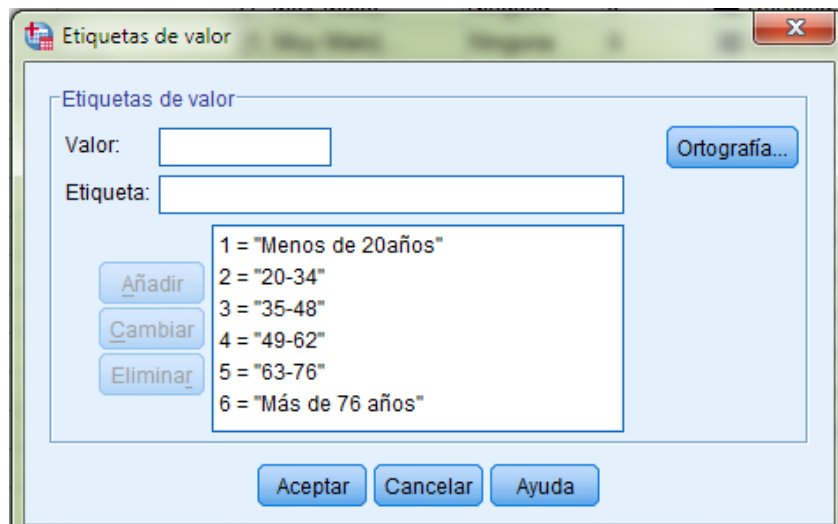 Etiquetas de valor
Etiquetas de valor
Valor:
Ortografía...
Etiqueta:
1 = "Menos de 20años"
2 = "20-34"
3 = "35-48"
4 = "49-62"
5 = "63-76"
6 = "Más de 76 años"
Añadir
Cambiar
Eliminar
Aceptar Cancelar Ayuda